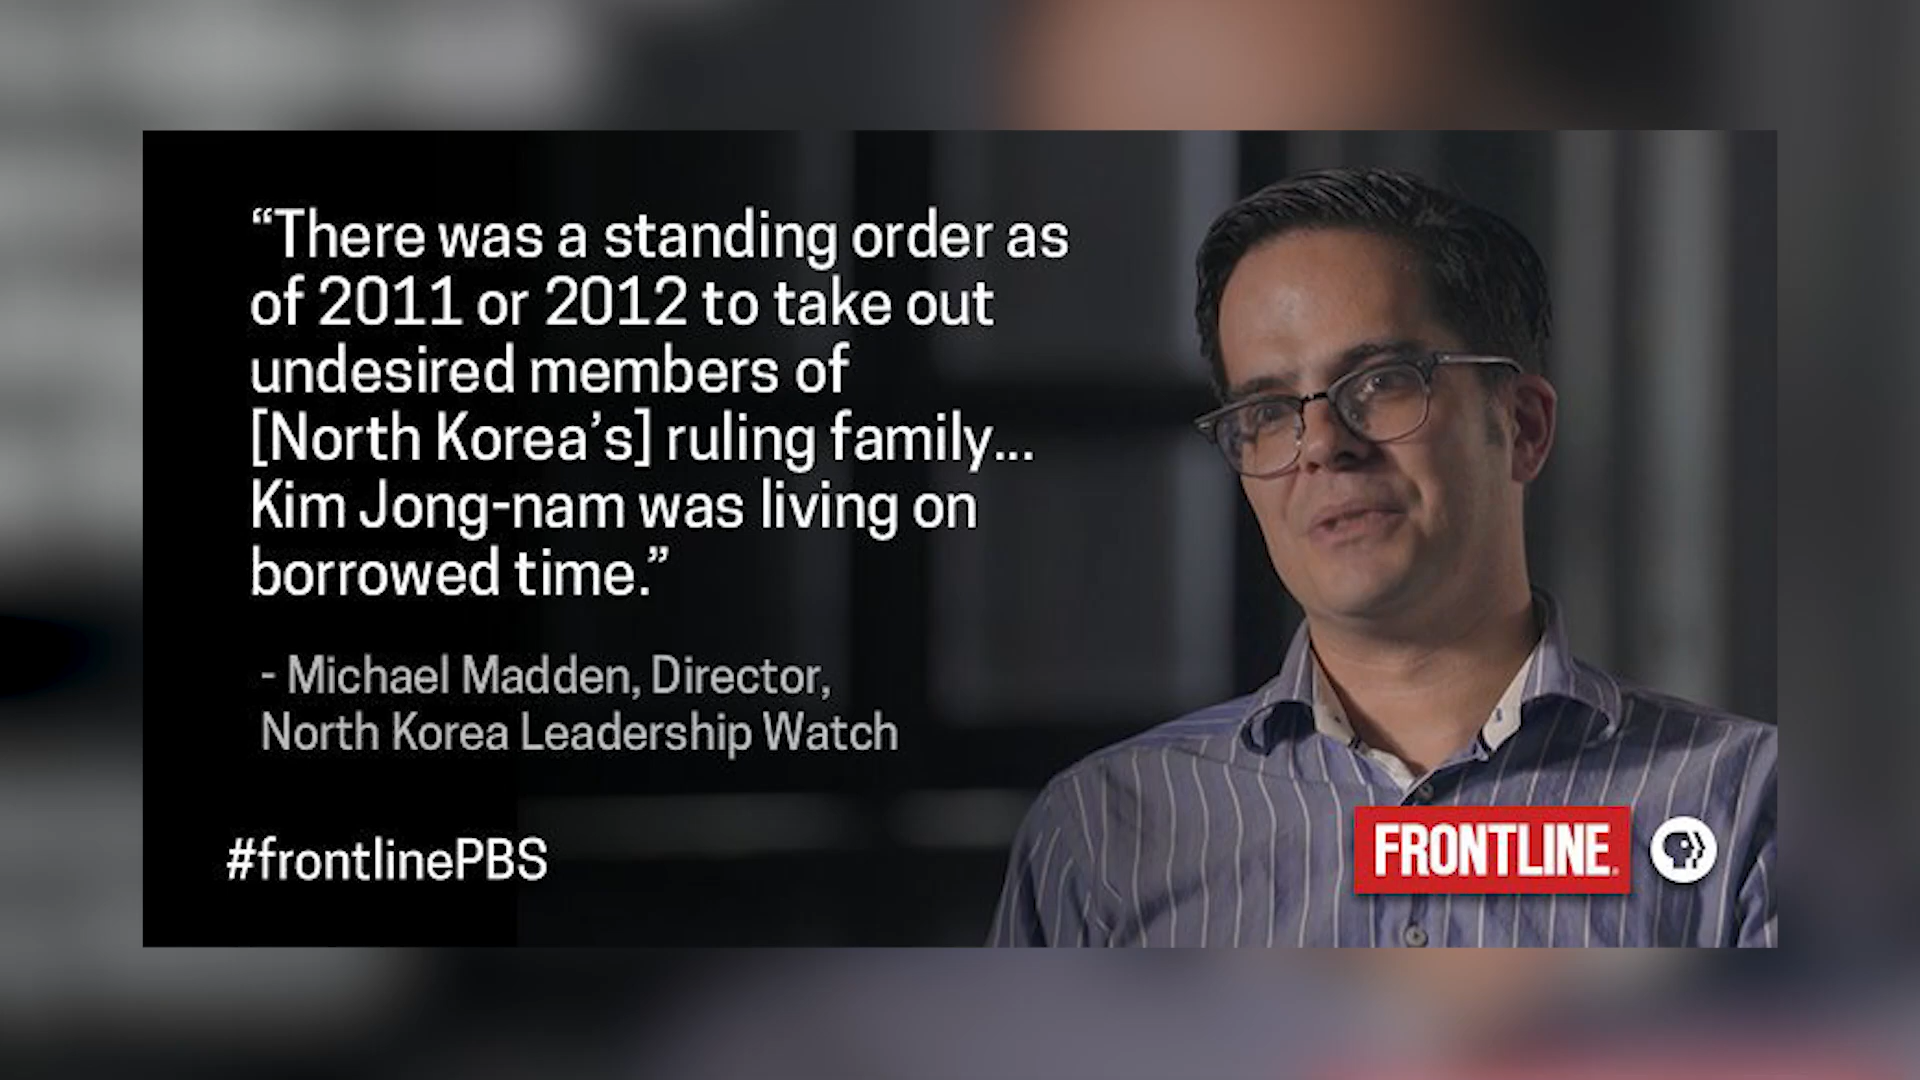 “There was a standing order as
of 2011 or 2012 to take out
undesired members of
[North Korea’s] ruling family...
Kim Jong-nam was living on
borrowed time.”
- Michael Madden, Director,
North Korea Leadership Watch
#frontlinePBS
FRONTLINE